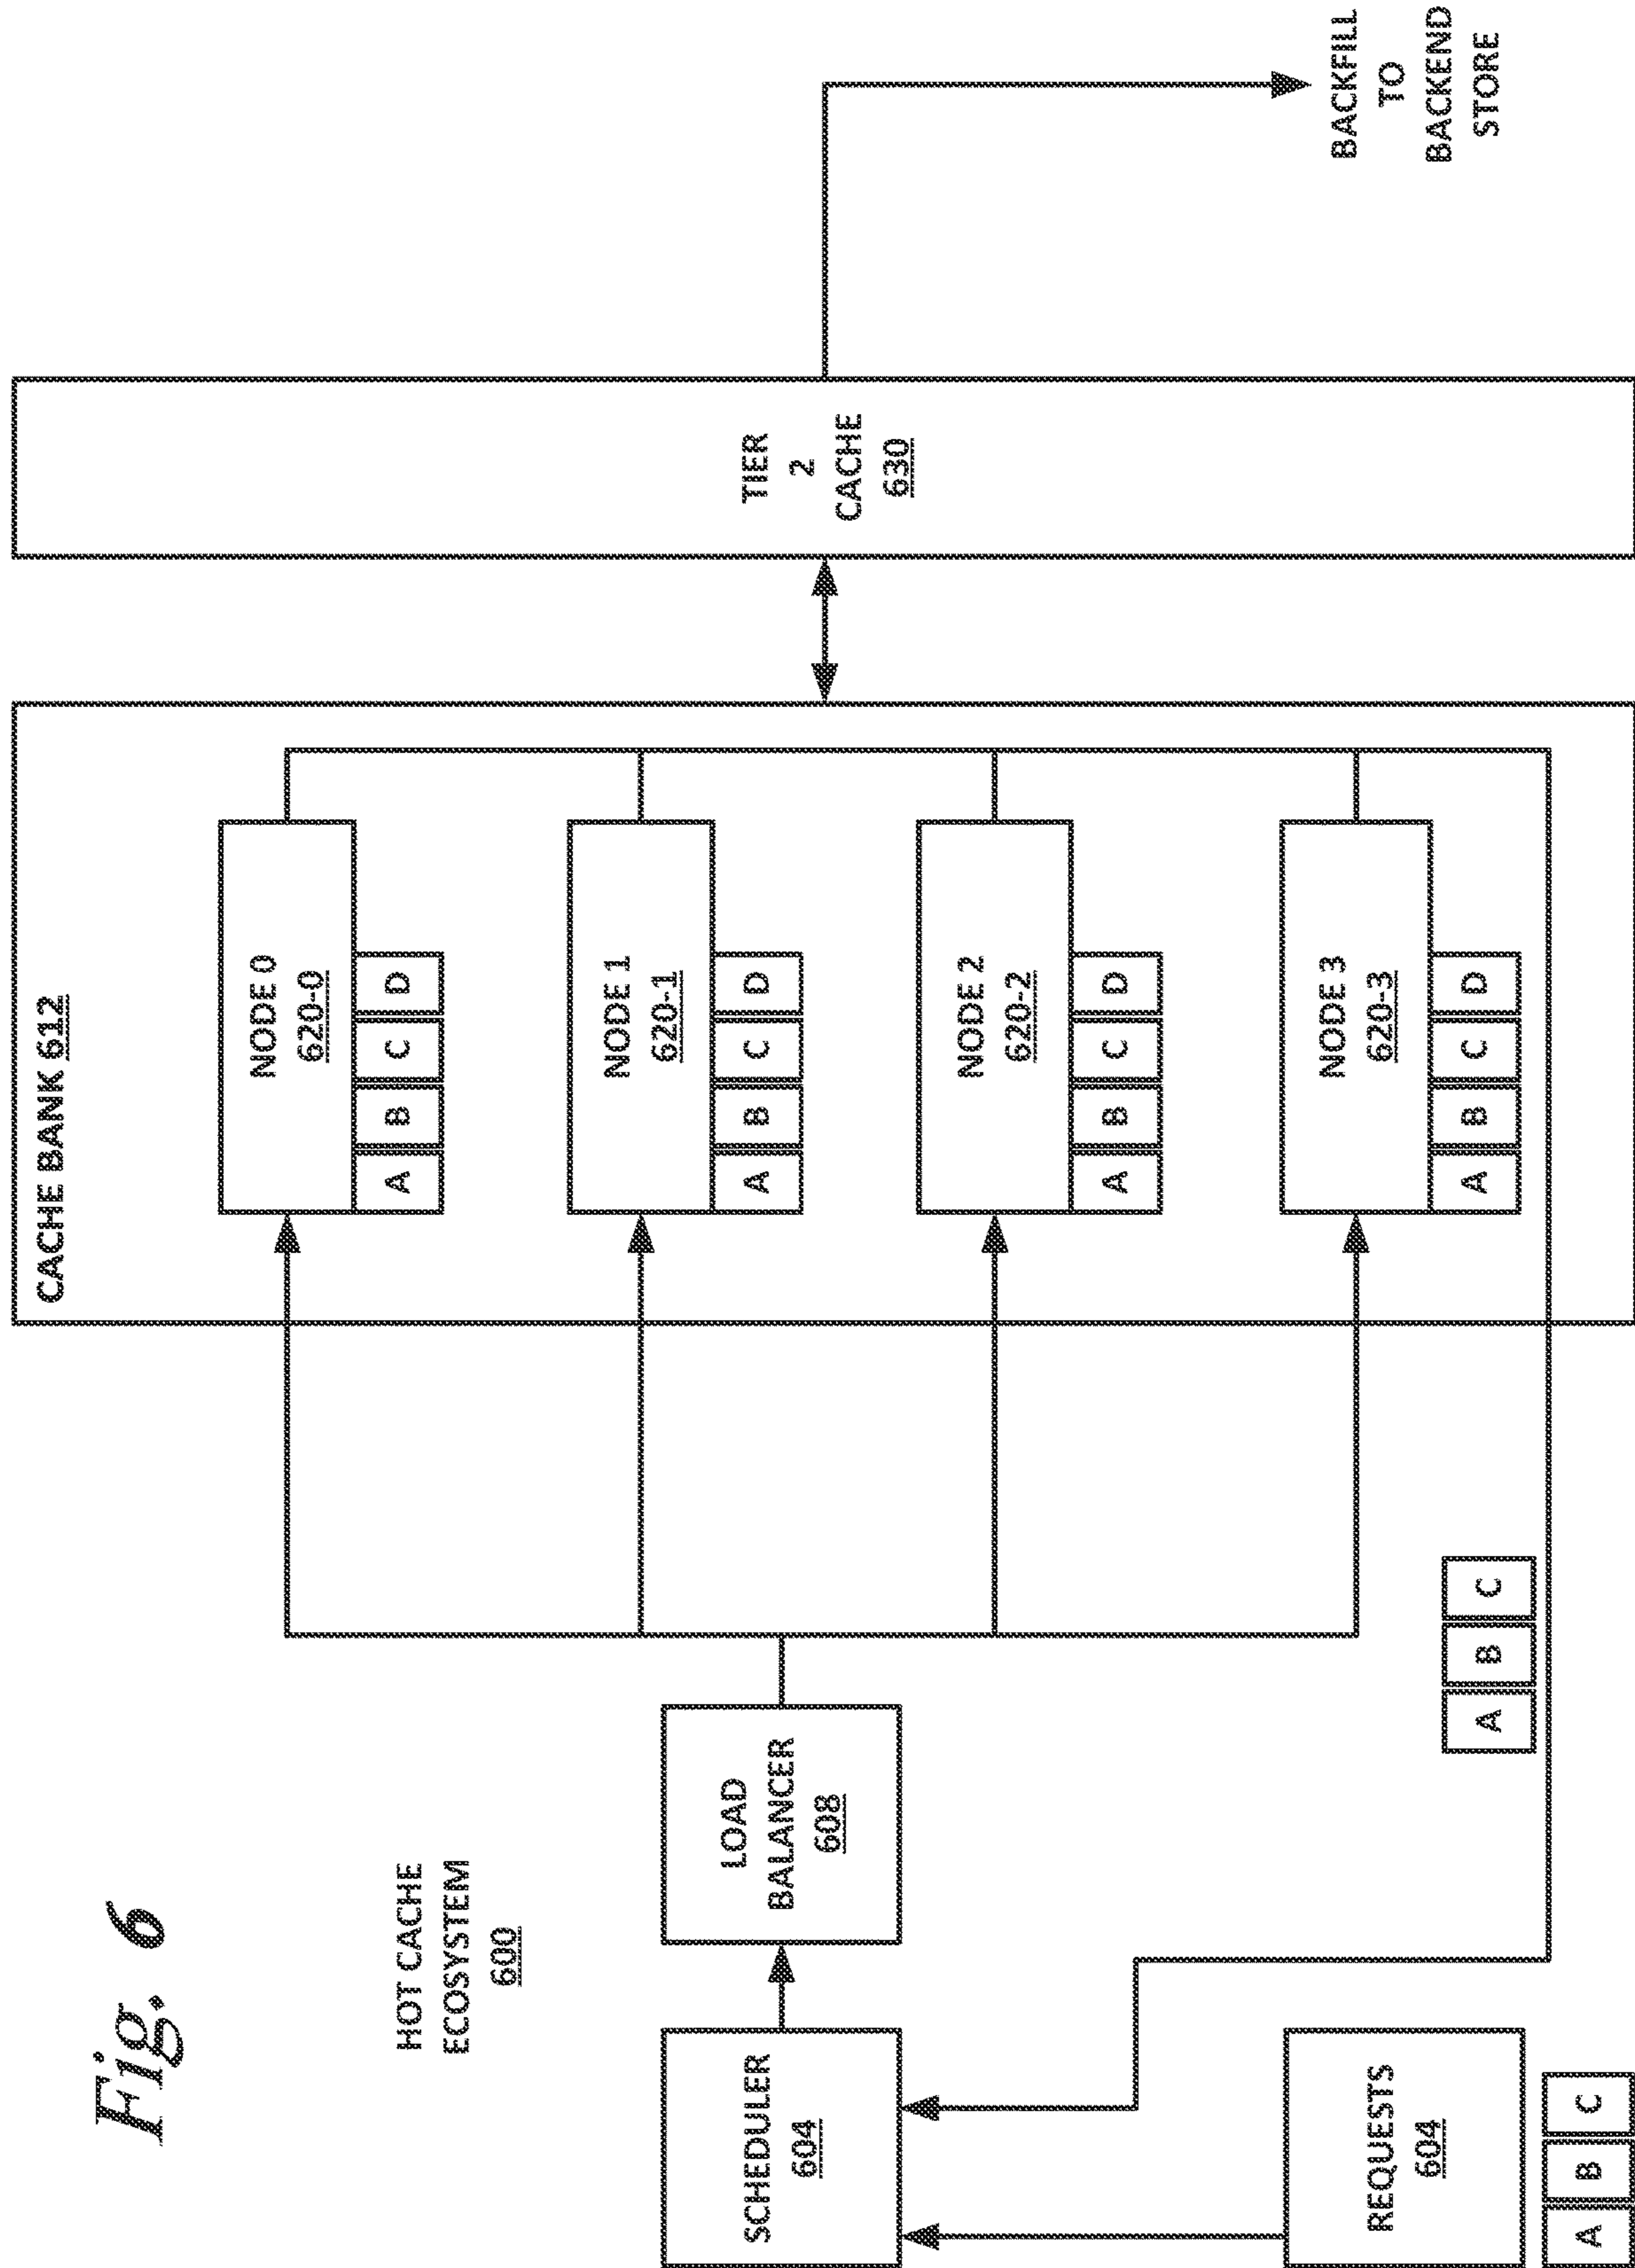 Fig. 6
HOT CACHE
ECOSYSTEM
600
SCHEDULER
604
LOAD
BALANCER
608
REQUESTS
604
A B C
A B C
CACHE BANK 612
NODE 0
620-0
A B C D
NODE 1
620-1
A B C D
NODE 2
620-2
A B C D
NODE 3
620-3
A B C D
TIER
2
CACHE
630
BACKFILL
TO
BACKEND
STORE